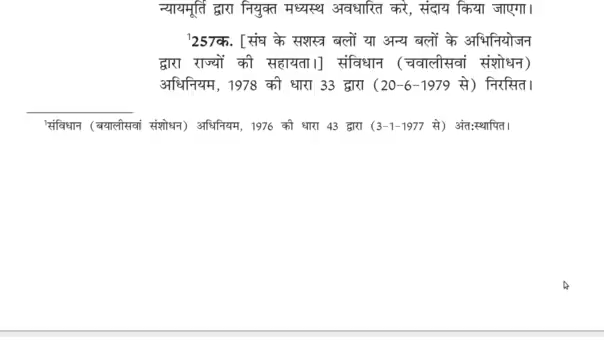 न्यायमूर्ति द्वारा नियुक्त मध्यस्थ अवधारित करे, संदाय किया जाएगा।
¹257क. [संघ के सशस्त्र बलों या अन्य बलों के अभिनियोजन
द्वारा राज्यों की सहायता।] संविधान (चवालीसवां संशोधन)
अधिनियम, 1978 की धारा 33 द्वारा (20-6-1979 से) निरसित।
¹संविधान (बयालीसवां संशोधन) अधिनियम, 1976 की धारा 43 द्वारा (3-1-1977 से) अंत:स्थापित।